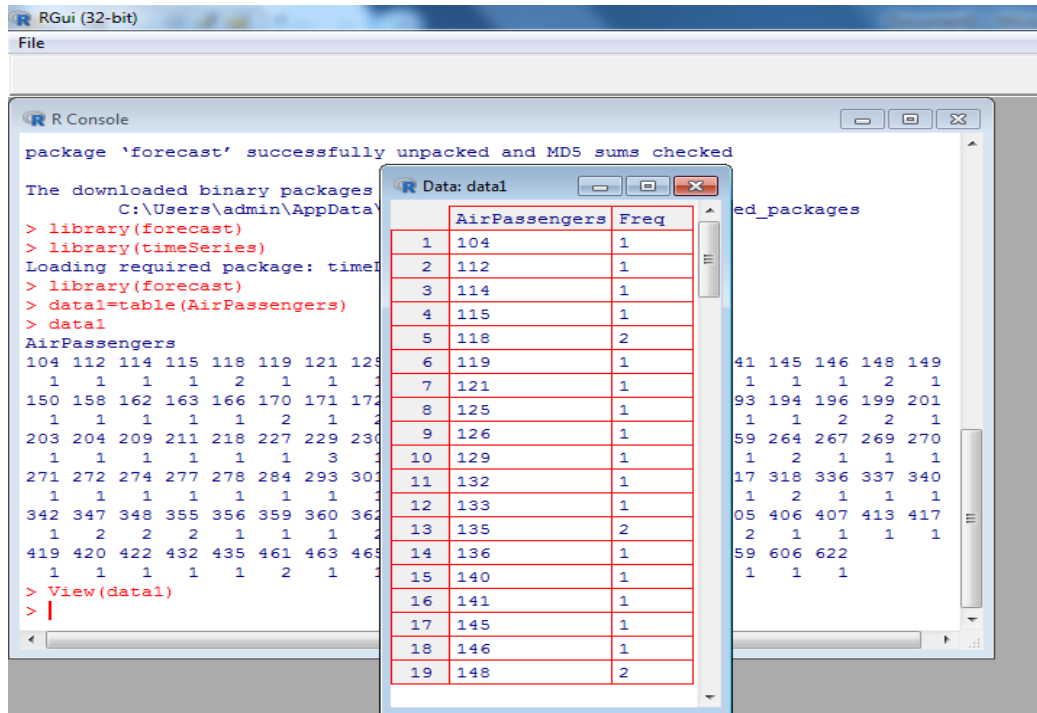 RGui (32-bit)
File
R Console
package ‘forecast’ successfully unpacked and MD5 sums checked
The downloaded binary packages
C:\Users\admin\AppData\ ed_packages
> library(forecast)
> library(timeSeries)
Loading required package:
> library(forecast)
> data1=table(AirPassengers)
> data1
AirPassengers
104 112 114 115 118 119 121 125 41 145 146 148 149
1 1 1 1 2 1 1 1 1 1 1 2 1
150 158 162 163 166 170 171 172 93 194 196 199 201
1 1 1 1 1 2 1 2 1 1 2 2 1
203 204 209 211 218 227 229 230 59 264 267 269 270
1 1 1 1 1 1 3 1 1 2 1 1 1
271 272 274 277 278 284 293 301 17 318 336 337 340
1 1 1 1 1 1 1 1 1 2 1 1 1
342 347 348 355 356 359 360 362 05 406 407 413 417
1 2 2 2 1 1 1 2 2 1 1 1 1
419 420 422 432 435 461 463 465 59 606 622
1 1 1 1 1 2 1 1 1 1 1
> View(data1)
>
Data: data1
AirPassengers Freq
1 104 1
2 112 1
3 114 1
4 115 1
5 118 2
6 119 1
7 121 1
8 125 1
9 126 1
10 129 1
11 132 1
12 133 1
13 135 2
14 136 1
15 140 1
16 141 1
17 145 1
18 146 1
19 148 2